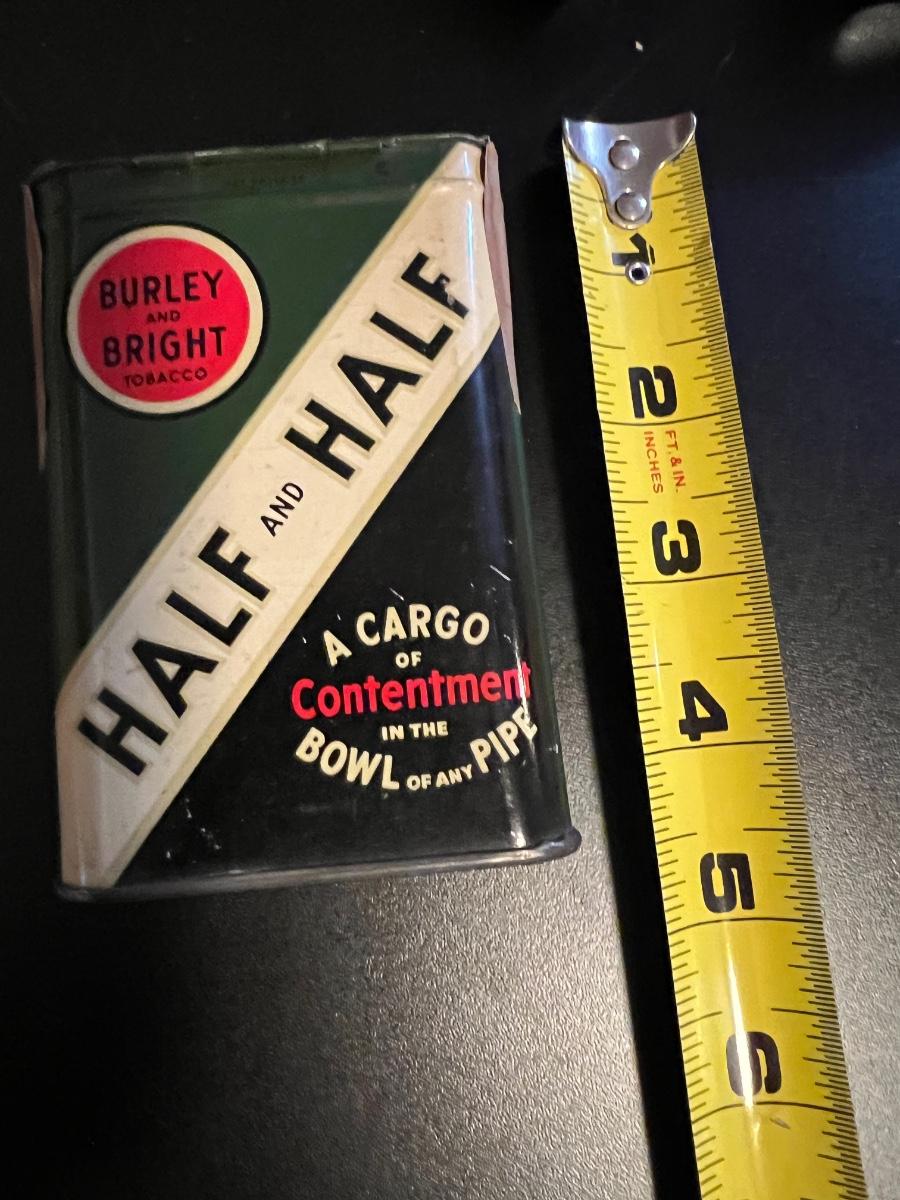 BURLEY
AND
BRIGHT
TOBACCO
HALF AND HALF
A CARGO
OF
Contentment
IN THE
BOWL OF ANY PIPE
1
2
FT. & IN.
INCHES
3
4
5
6